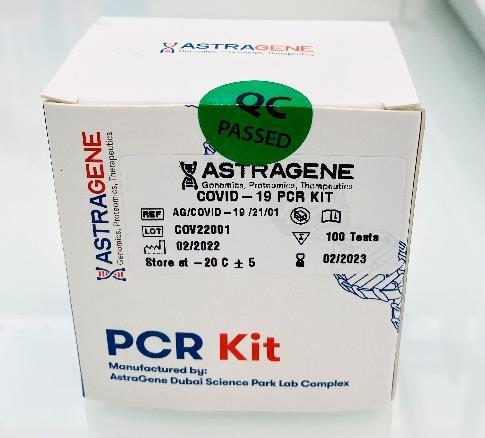 ASTRAGENE
Genomics, Proteomics, Therapeutics
QC
PASSED
ASTRAGENE
Genomics, Proteomics, Therapeutics
ASTRAGENE
Genomics, Proteomics, Therapeutics
COVID – 19 PCR KIT
REF AG/COVID – 19 /21/01
LOT COV22001
02/2022
100 Tests
Store at – 20 C ± 5
02/2023
PCR Kit
Manufactured by:
AstraGene Dubai Science Park Lab Complex